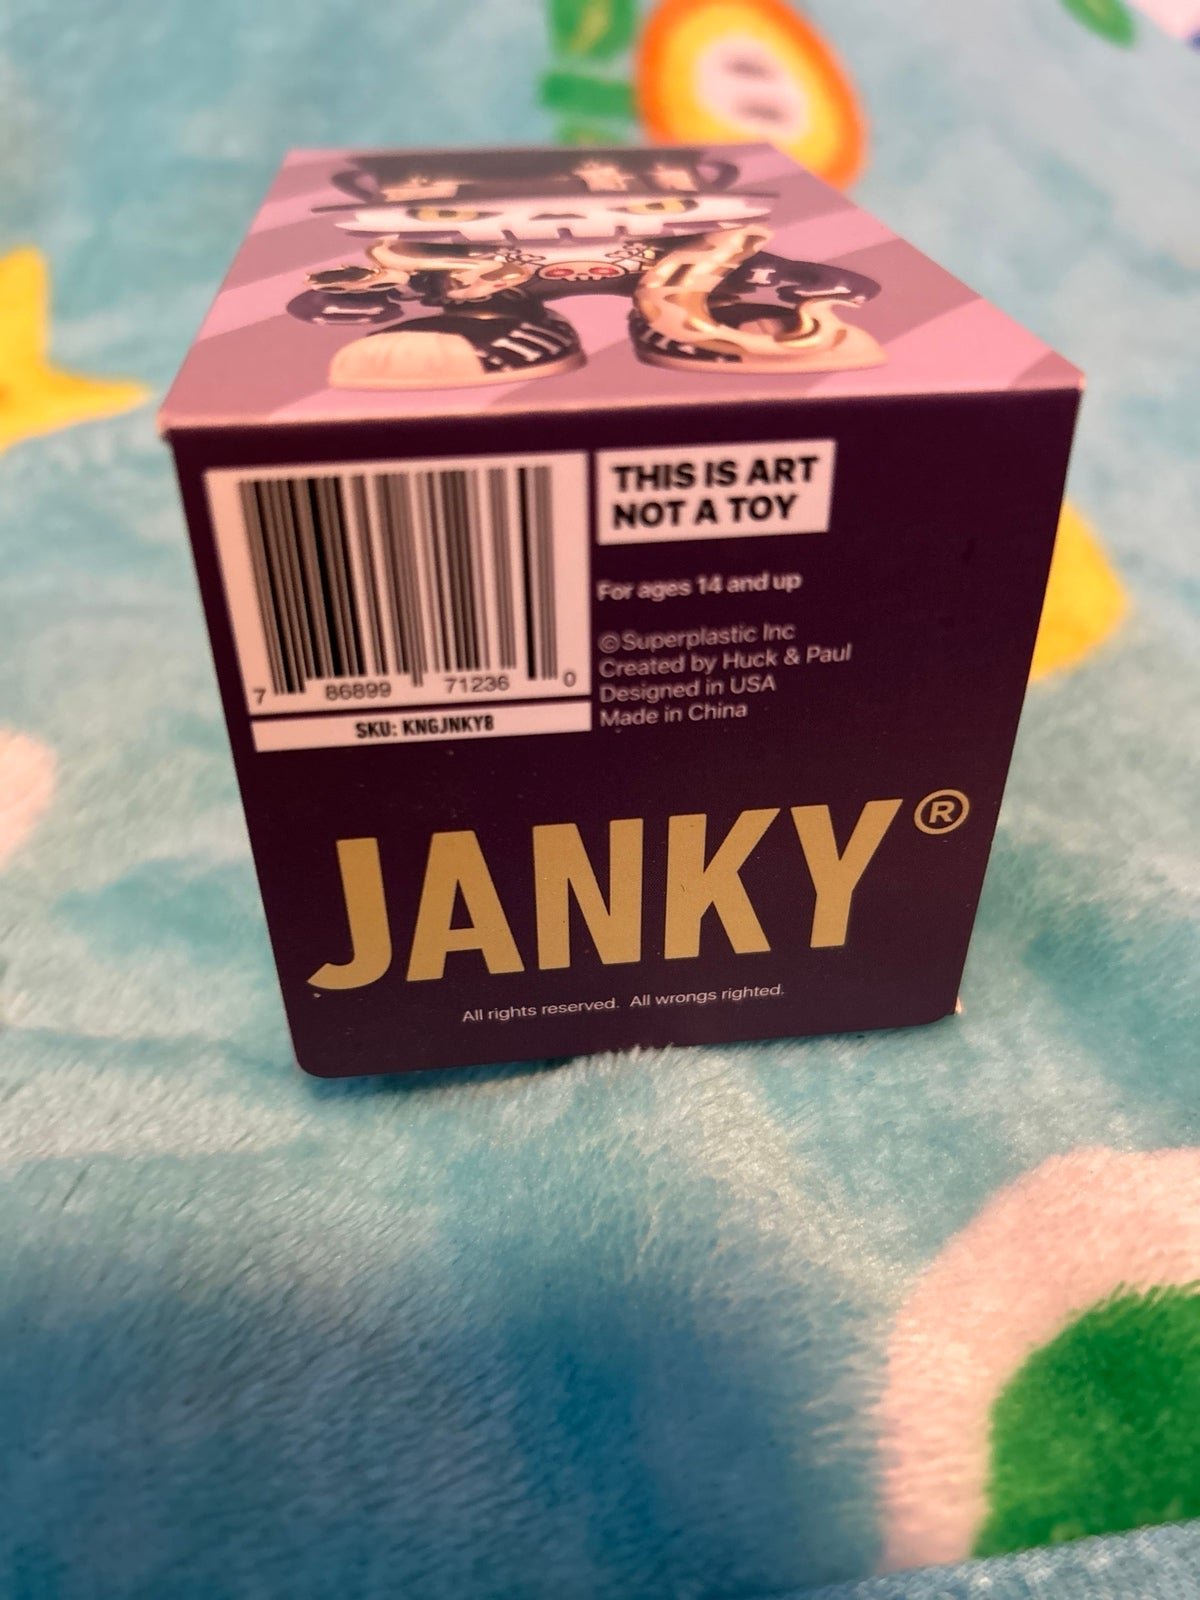 THIS IS ART
NOT A TOY
For ages 14 and up
©Superplastic Inc
Created by Huck & Paul
Designed in USA
Made in China
7 86899 71236 0
SKU: KNGJNKY8
JANKY®
All rights reserved. All wrongs righted.